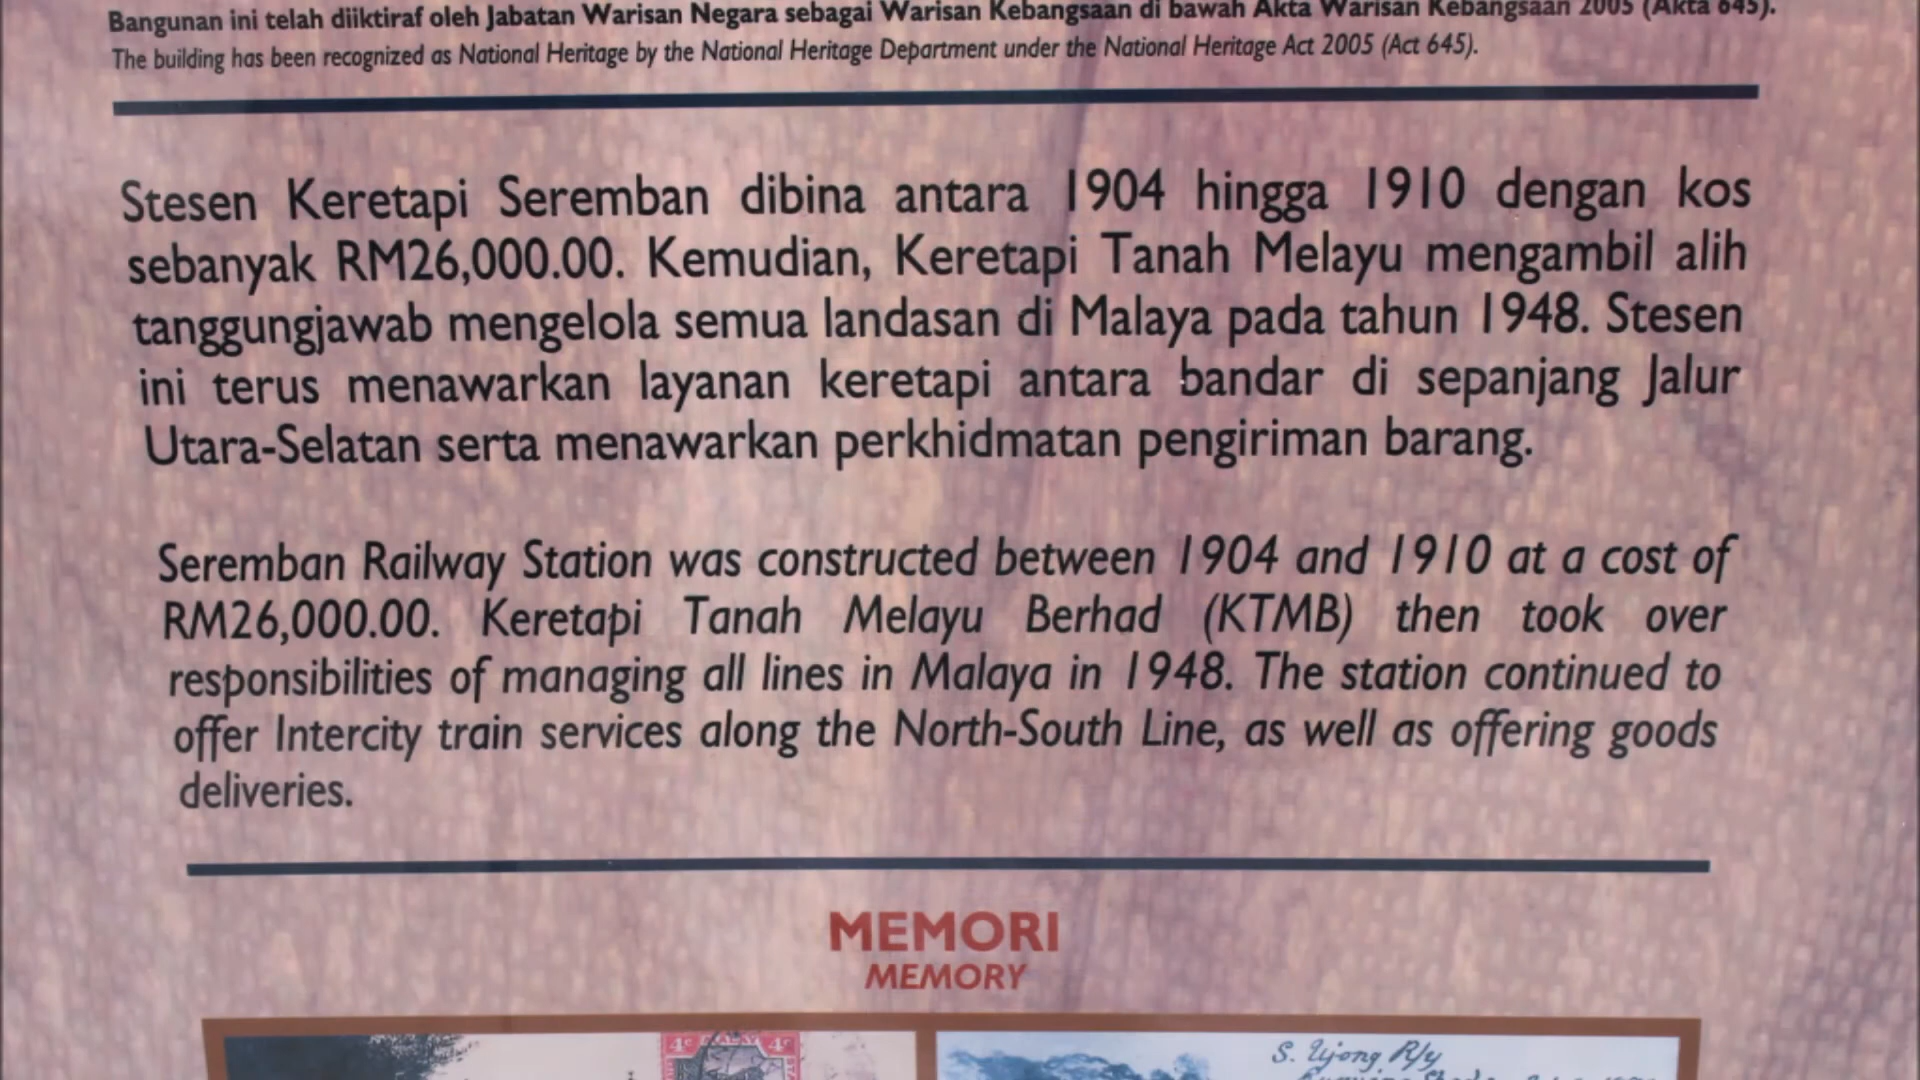 Bangunan ini telah diiktiraf oleh Jabatan Warisan Negara sebagai Warisan Kebangsaan di bawah Akta Warisan Kebangsaan 2005 (Akta 645).
The building has been recognized as National Heritage by the National Heritage Department under the National Heritage Act 2005 (Act 645).
Stesen Keretapi Seremban dibina antara 1904 hingga 1910 dengan kos
sebanyak RM26,000.00. Kemudian, Keretapi Tanah Melayu mengambil alih
tanggungjawab mengelola semua landasan di Malaya pada tahun 1948. Stesen
ini terus menawarkan layanan keretapi antara bandar di sepanjang Jalur
Utara-Selatan serta menawarkan perkhidmatan pengiriman barang.
Seremban Railway Station was constructed between 1904 and 1910 at a cost of
RM26,000.00. Keretapi Tanah Melayu Berhad (KTMB) then took over
responsibilities of managing all lines in Malaya in 1948. The station continued to
offer Intercity train services along the North-South Line, as well as offering goods
deliveries.
MEMORI
MEMORY
4c 4c
S. Ujong Rly